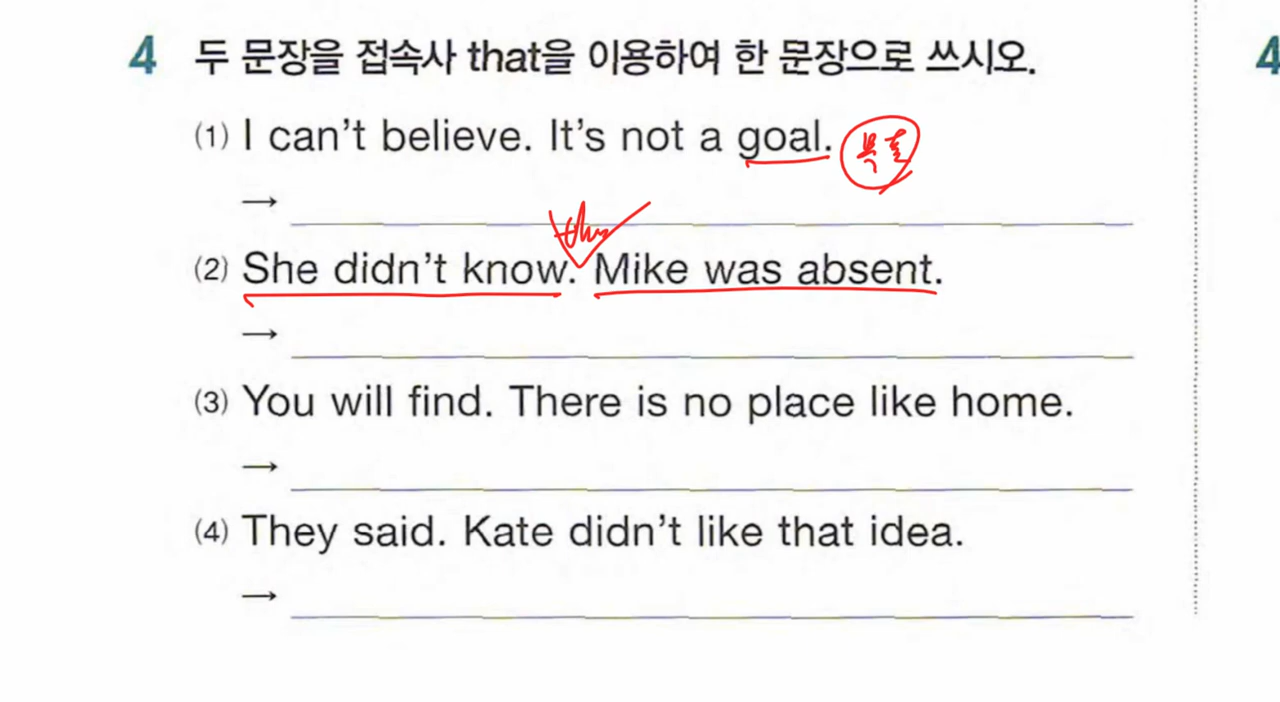 4 두 문장을 접속사 that을 이용하여 한 문장으로 쓰시오. 4
(1) I can't believe. It's not a goal.
→
that
(2) She didn't know. Mike was absent.
→
(3) You will find. There is no place like home.
→
(4) They said. Kate didn't like that idea.
→